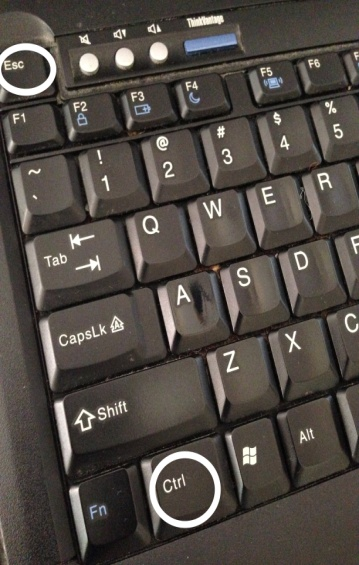 ThinkVantage
Esc
F1 F2 F3 F4 F5 F6
~ ! @ # $ %
` 1 2 3 4 5
Tab Q W E R
CapsLk A S D F
Shift Z X C
Fn Ctrl Alt